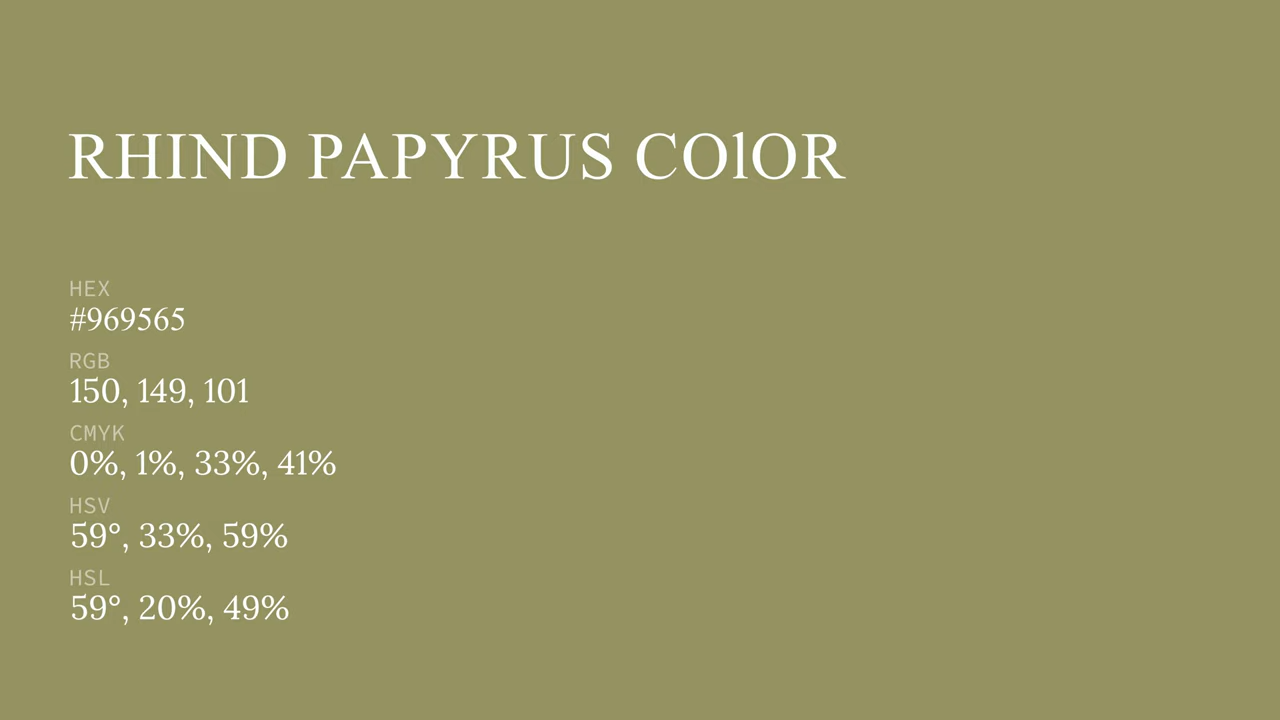 RHIND PAPYRUS COlOR
HEX
#969565
RGB
150, 149, 101
CMYK
0%, 1%, 33%, 41%
HSV
59°, 33%, 59%
HSL
59°, 20%, 49%